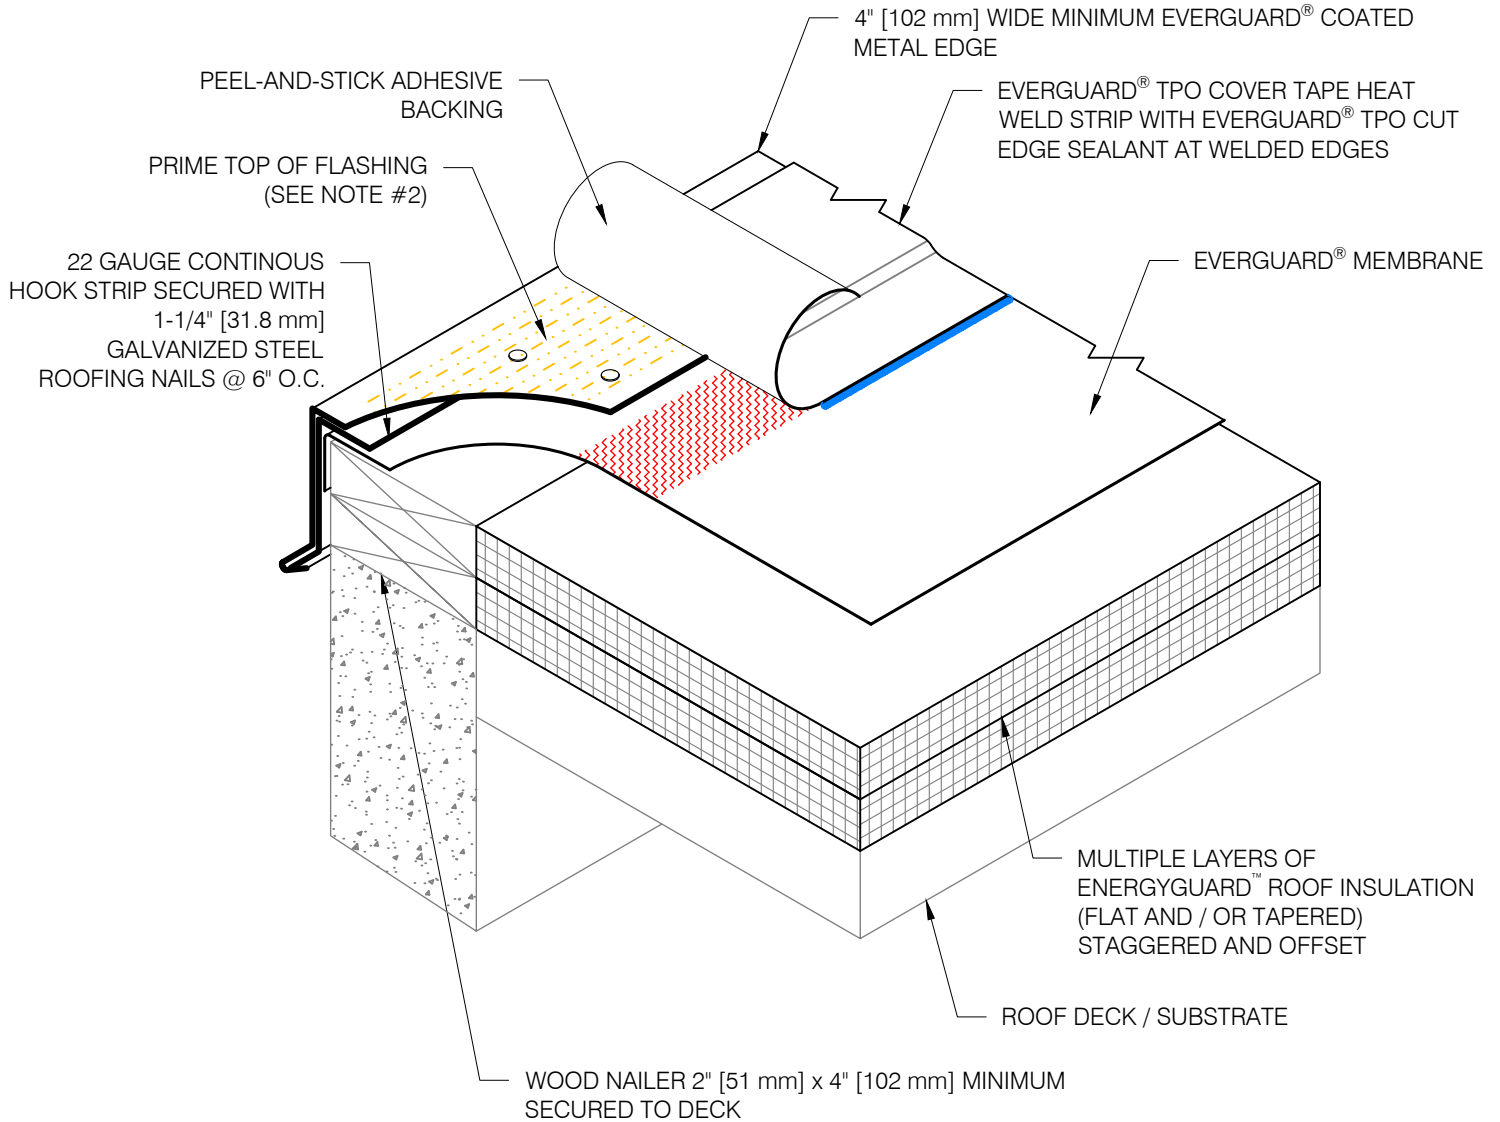 4" [102 mm] WIDE MINIMUM EVERGUARD® COATED
METAL EDGE
PEEL-AND-STICK ADHESIVE
BACKING
EVERGUARD® TPO COVER TAPE HEAT
WELD STRIP WITH EVERGUARD® TPO CUT
EDGE SEALANT AT WELDED EDGES
PRIME TOP OF FLASHING
(SEE NOTE #2)
22 GAUGE CONTINOUS
HOOK STRIP SECURED WITH
1-1/4" [31.8 mm]
GALVANIZED STEEL
ROOFING NAILS @ 6" O.C.
EVERGUARD® MEMBRANE
MULTIPLE LAYERS OF
ENERGYGUARD™ ROOF INSULATION
(FLAT AND / OR TAPERED)
STAGGERED AND OFFSET
ROOF DECK / SUBSTRATE
WOOD NAILER 2" [51 mm] x 4" [102 mm] MINIMUM
SECURED TO DECK